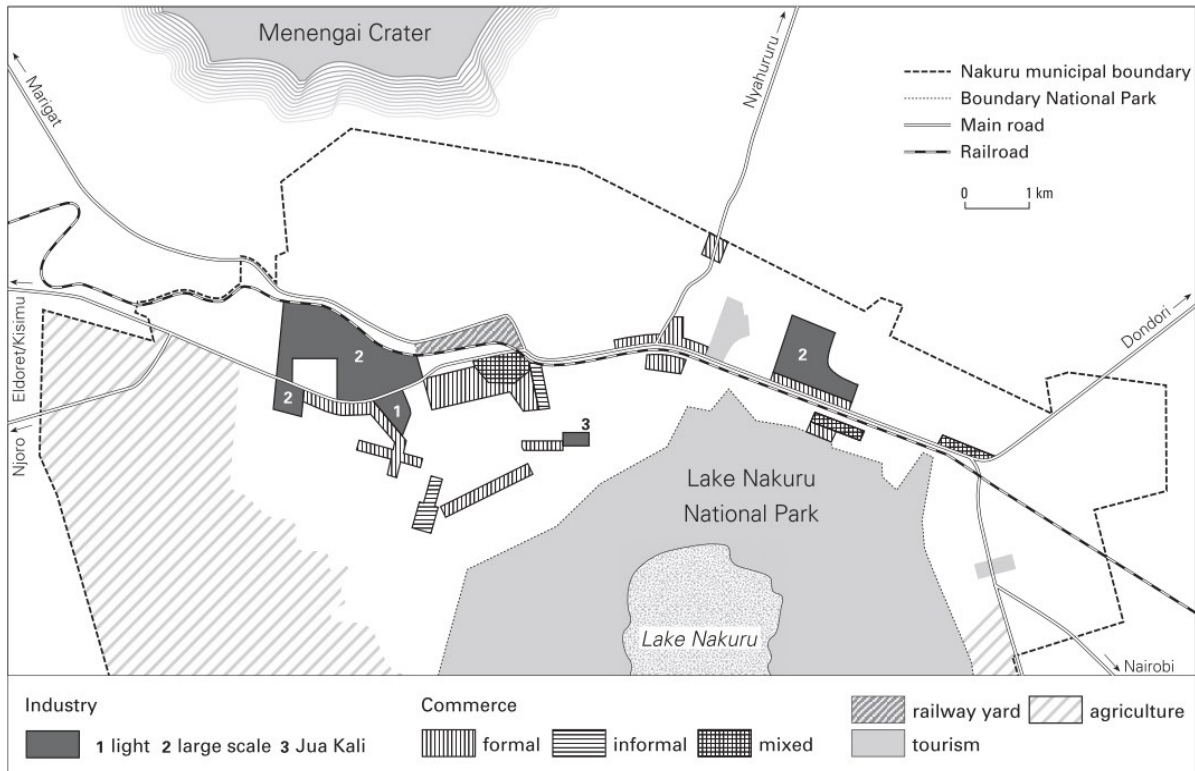 Menengai Crater
Marigat
Nyahururu
Nakuru municipal boundary
Boundary National Park
Main road
Railroad
0 1 km
Eldoret/Kisimu
Njoro
Dondori
2
2
2
1
3
Lake Nakuru
National Park
Lake Nakuru
Nairobi
Industry
1 light 2 large scale 3 Jua Kali
Commerce
formal informal mixed
railway yard agriculture
tourism